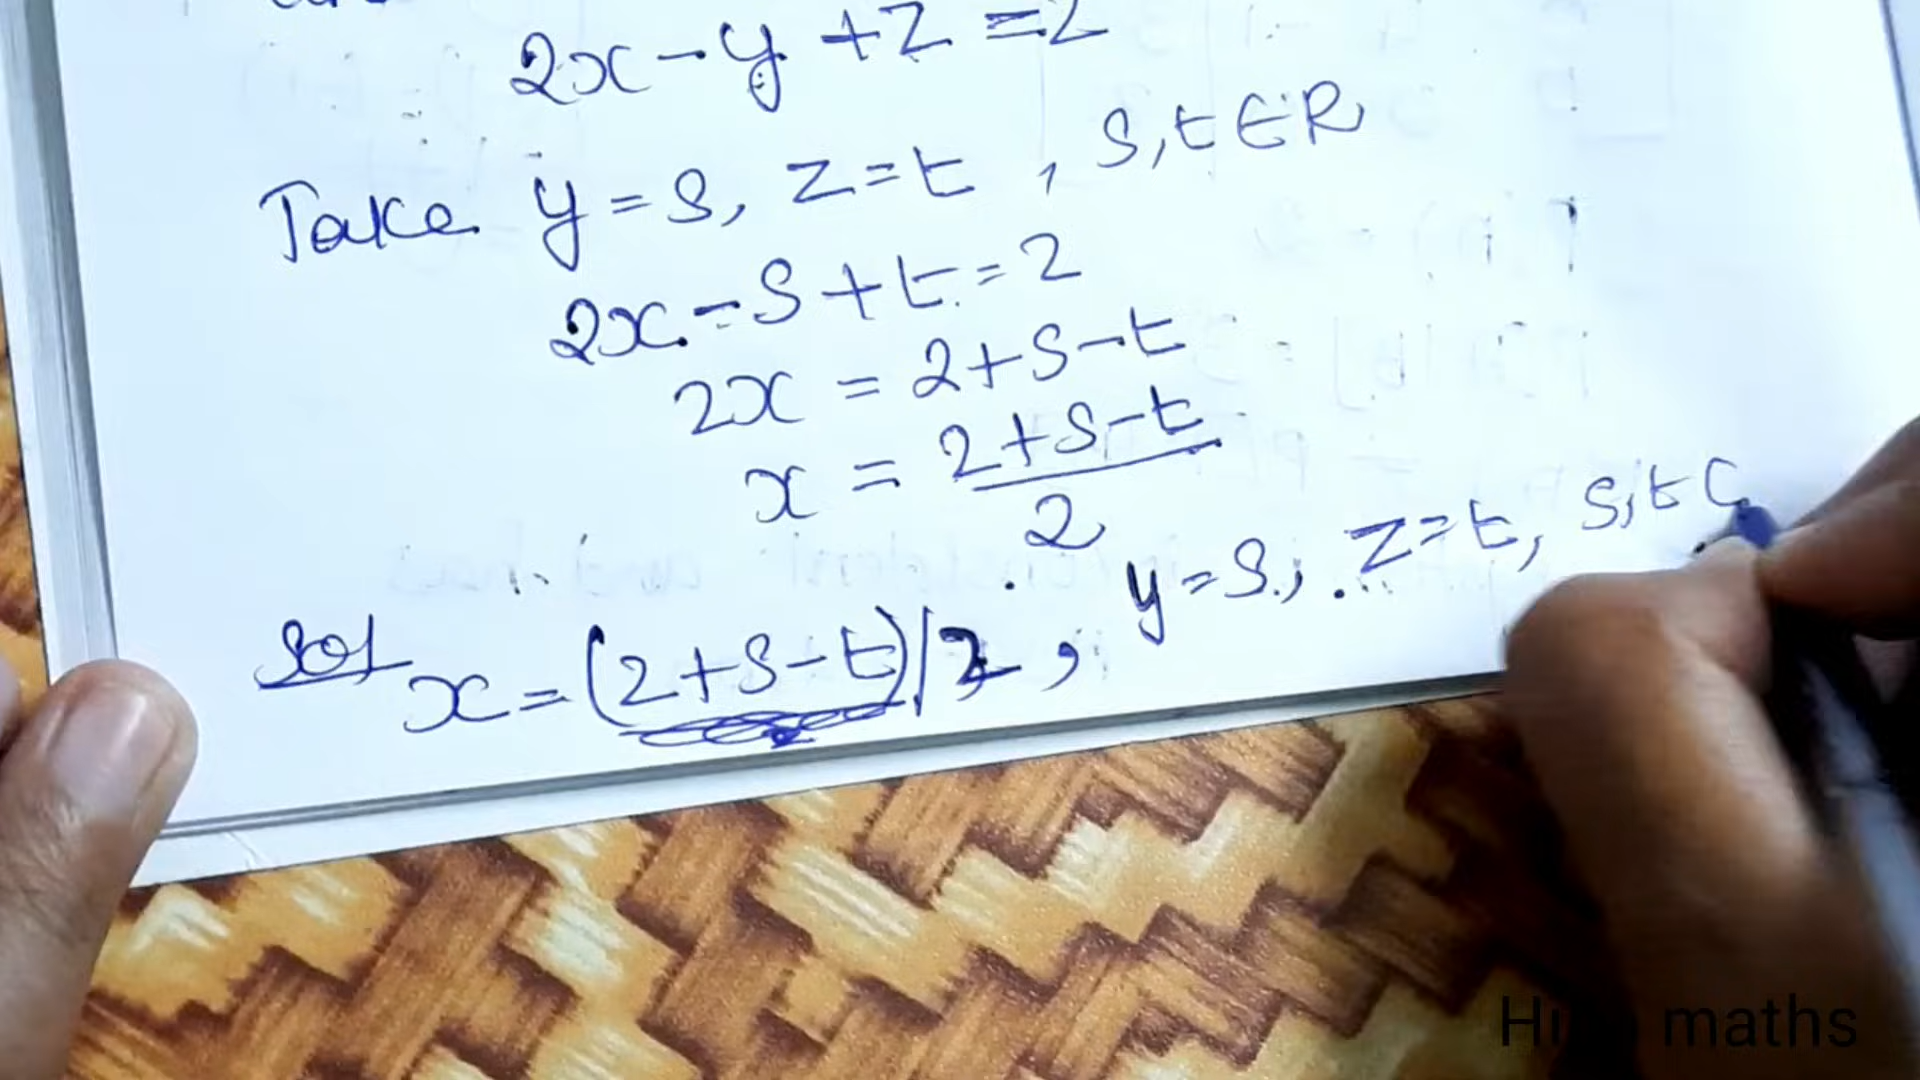 2x - y + z = 2
Take y = s, z = t , s, t ∈ R
2x - s + t = 2
2x = 2 + s - t
x = 2 + s - t
2
Sol x = (2 + s - t)/2 , y = s, z = t, s, t
maths